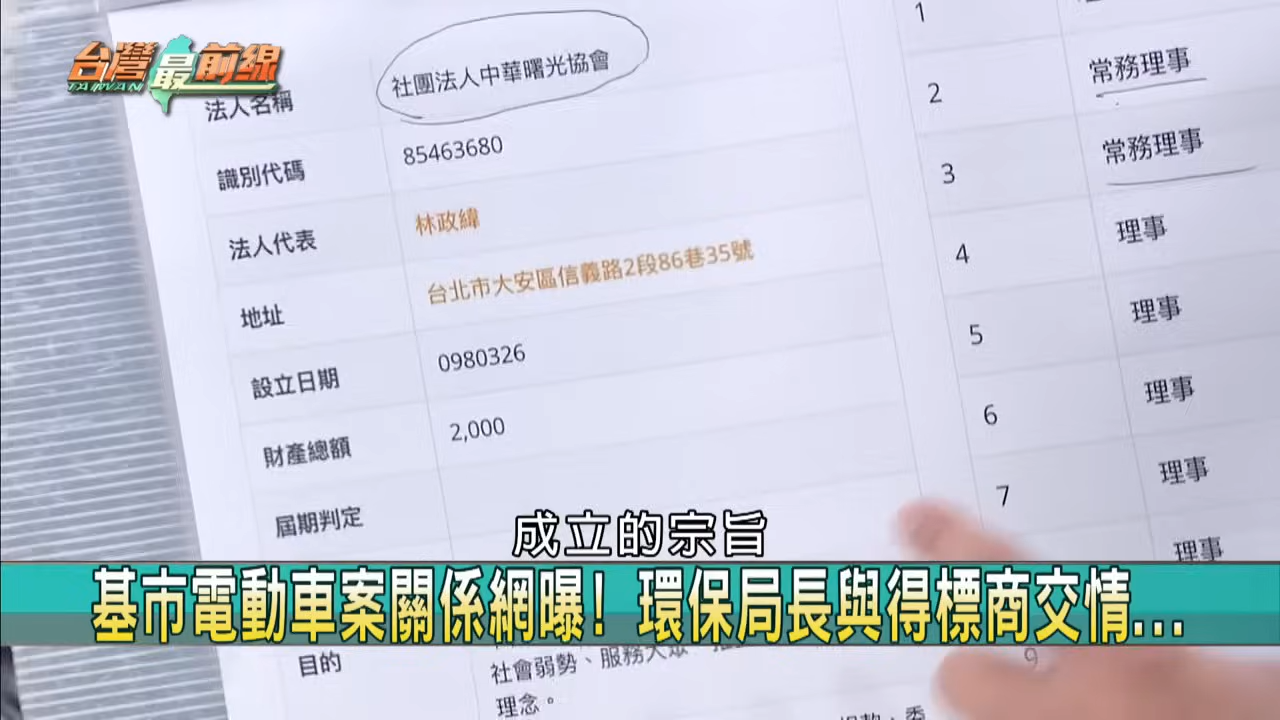 台灣最前線
TAIWAN
法人名稱 社團法人中華曙光協會
識別代碼 85463680
法人代表 林政緯
地址 台北市大安區信義路2段86巷35號
設立日期 0980326
財產總額 2,000
屆期判定
目的
社會弱勢、服務大眾
理念。
1
2 常務理事
3 常務理事
4 理事
5 理事
6 理事
7 理事
理事
9
成立的宗旨
基市電動車案關係網曝! 環保局長與得標商交情...